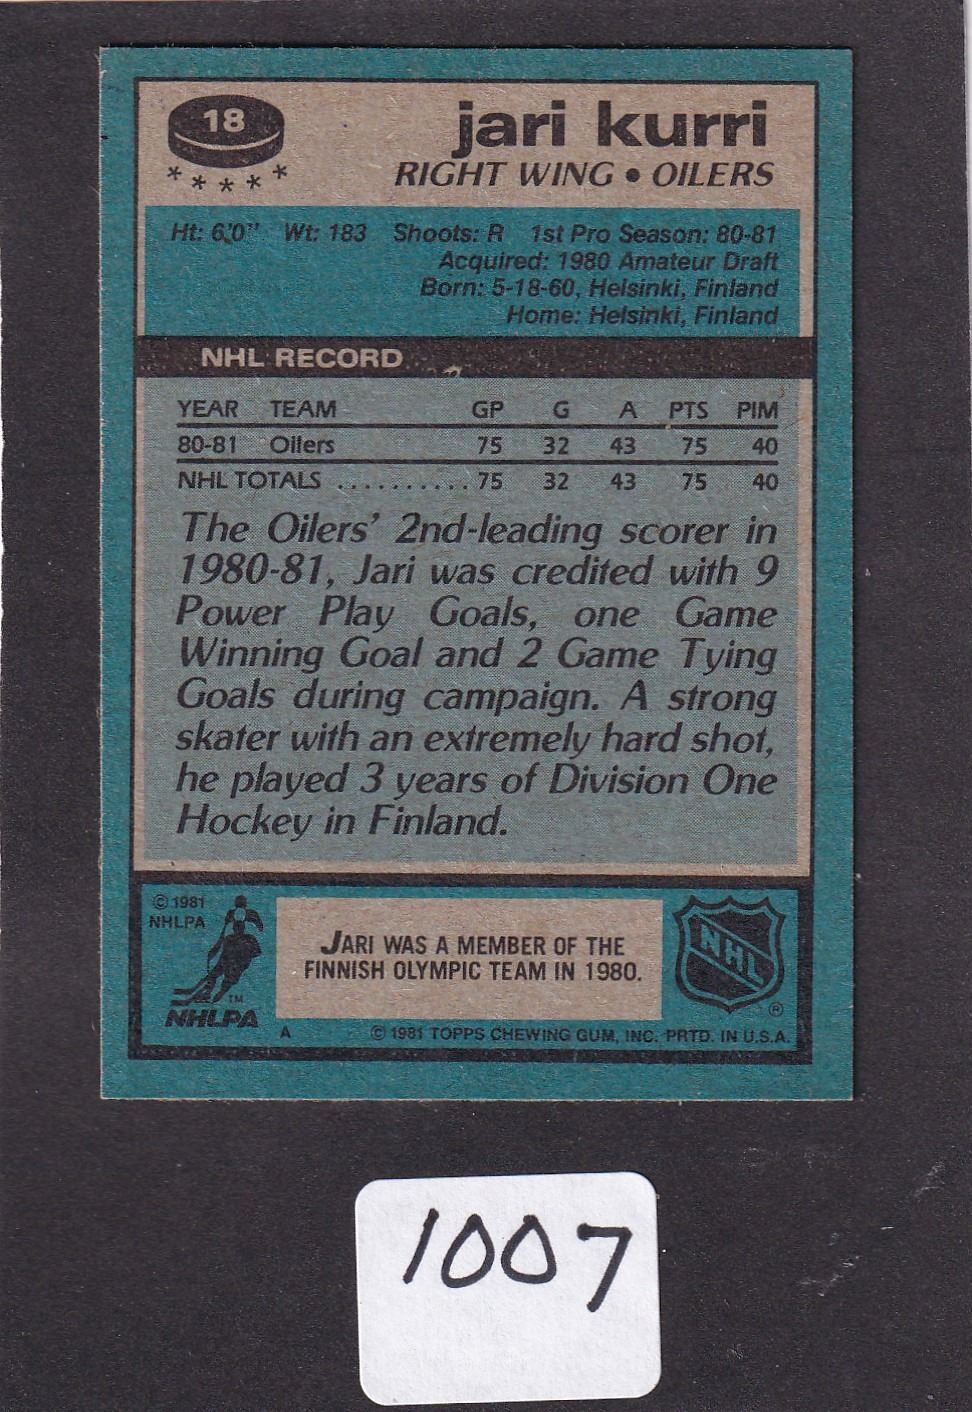 18
jari kurri
RIGHT WING • OILERS
Ht: 6'0" Wt: 183 Shoots: R 1st Pro Season: 80-81
Acquired: 1980 Amateur Draft
Born: 5-18-60, Helsinki, Finland
Home: Helsinki, Finland
NHL RECORD
YEAR TEAM GP G A PTS PIM
80-81 Oilers 75 32 43 75 40
NHL TOTALS .......... 75 32 43 75 40
The Oilers' 2nd-leading scorer in
1980-81, Jari was credited with 9
Power Play Goals, one Game
Winning Goal and 2 Game Tying
Goals during campaign. A strong
skater with an extremely hard shot,
he played 3 years of Division One
Hockey in Finland.
© 1981
NHLPA
TM
NHLPA
JARI WAS A MEMBER OF THE
FINNISH OLYMPIC TEAM IN 1980.
NHL
®
A © 1981 TOPPS CHEWING GUM, INC. PRTD. IN U.S.A.
1007